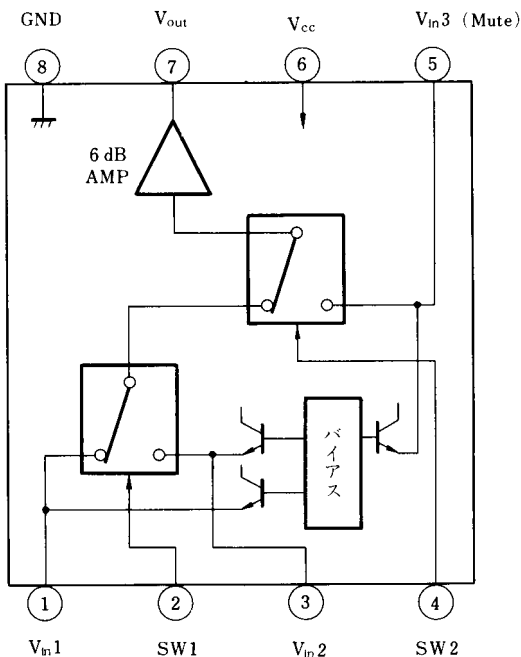 GND Vout Vcc Vin3 (Mute)
8 7 6 5
6 dB
AMP
バイアス
1 2 3 4
Vin1 SW1 Vin2 SW2